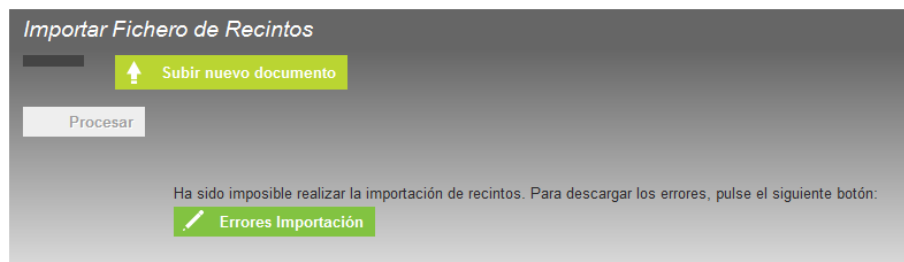 Importar Fichero de Recintos
Subir nuevo documento
Procesar
Ha sido imposible realizar la importación de recintos. Para descargar los errores, pulse el siguiente botón:
Errores Importación